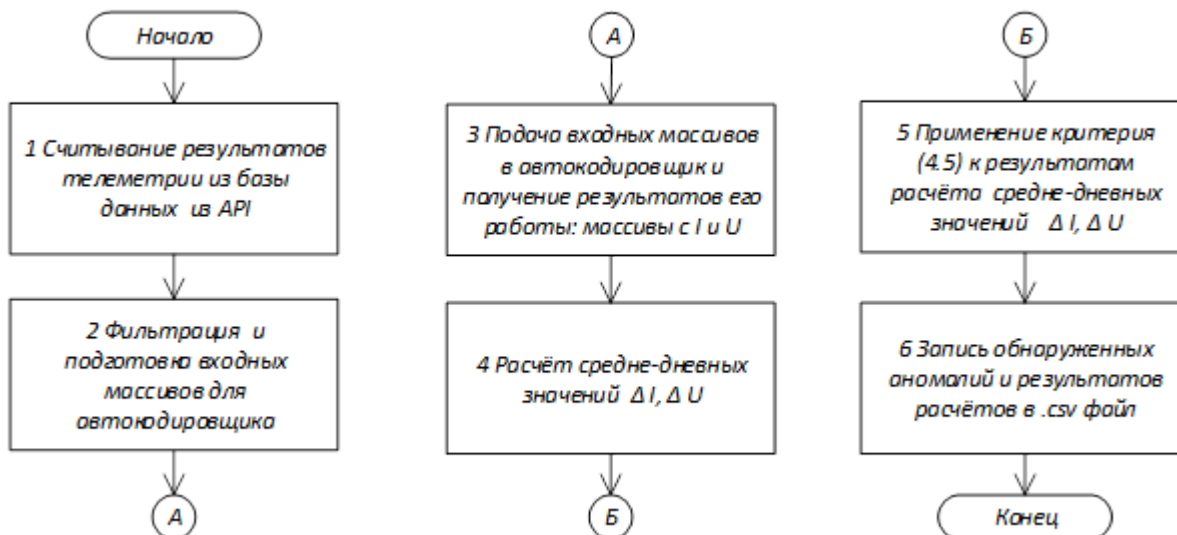 Начало
1 Считывание результатов
телеметрии из базы
данных из API
2 Фильтрация и
подготовка входных
массивов для
автокодировщика
А
А
3 Подача входных массивов
в автокодировщик и
получение результатов его
работы: массивы с I и U
4 Расчёт средне-дневных
значений Δ I, Δ U
Б
Б
5 Применение критерия
(4.5) к результатам
расчёта средне-дневных
значений Δ I, Δ U
6 Запись обнаруженных
аномалий и результатов
расчётов в .csv файл
Конец